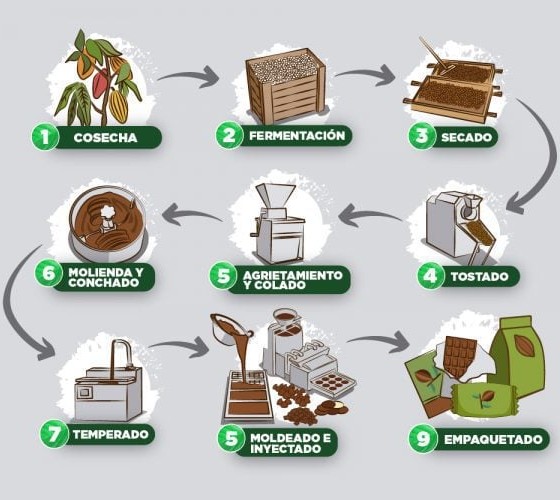 1 COSECHA
2 FERMENTACIÓN
3 SECADO
4 TOSTADO
5 AGRIETAMIENTO
Y COLADO
6 MOLIENDA Y
CONCHADO
7 TEMPERADO
5 MOLDEADO E
INYECTADO
9 EMPAQUETADO